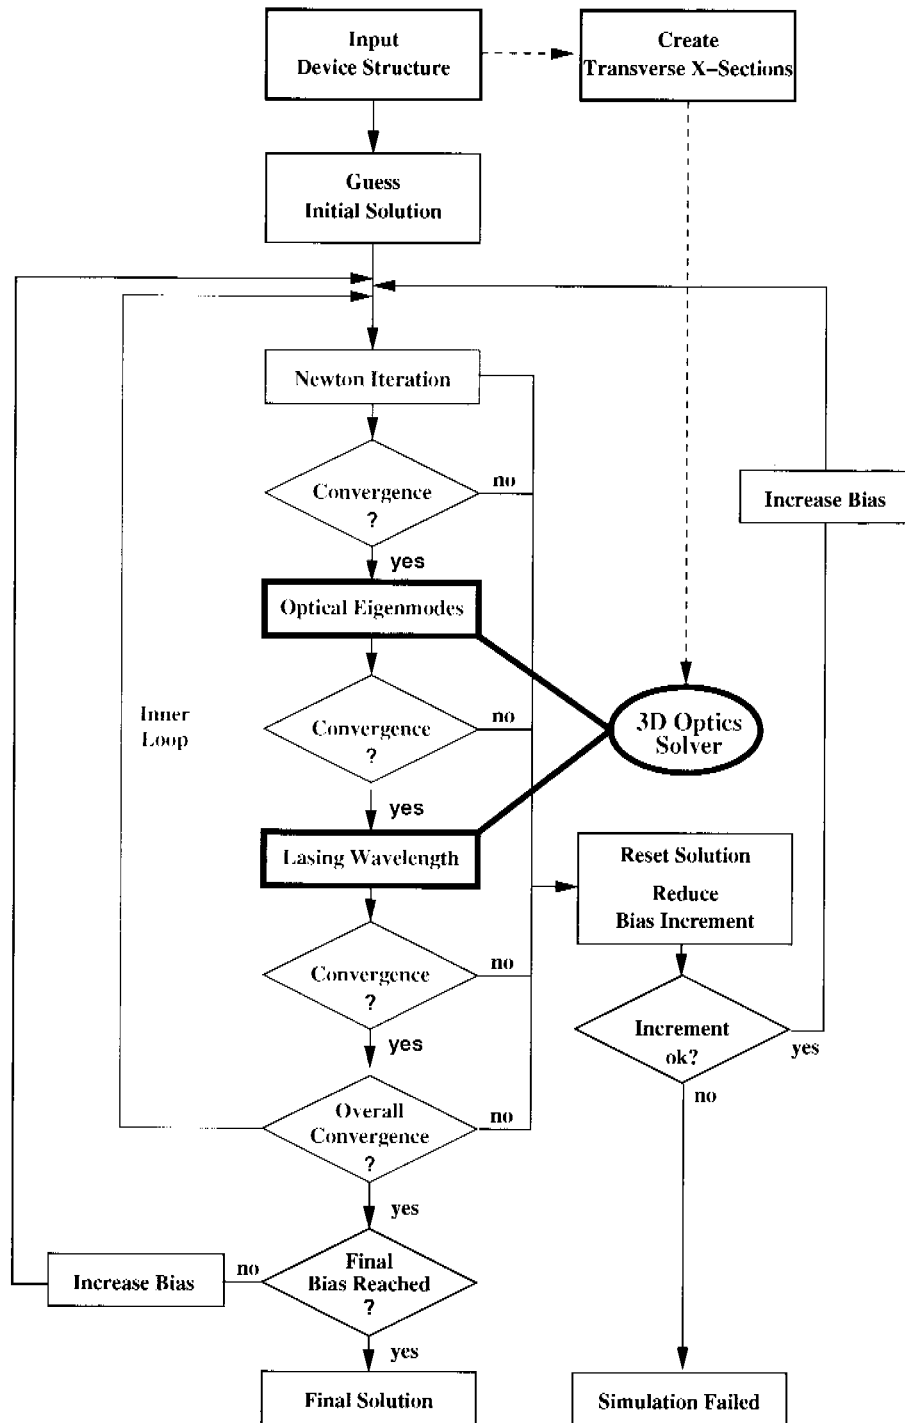 Input
Device Structure
Create
Transverse X-Sections
Guess
Initial Solution
Newton Iteration
Convergence
?
no
yes
Increase Bias
Optical Eigenmodes
Inner
Loop
Convergence
?
no
3D Optics
Solver
yes
Lasing Wavelength
Reset Solution
Reduce
Bias Increment
Convergence
?
no
Increment
ok?
yes
yes
no
Overall
Convergence
?
no
yes
Final
Bias Reached
?
no
Increase Bias
yes
Final Solution
Simulation Failed